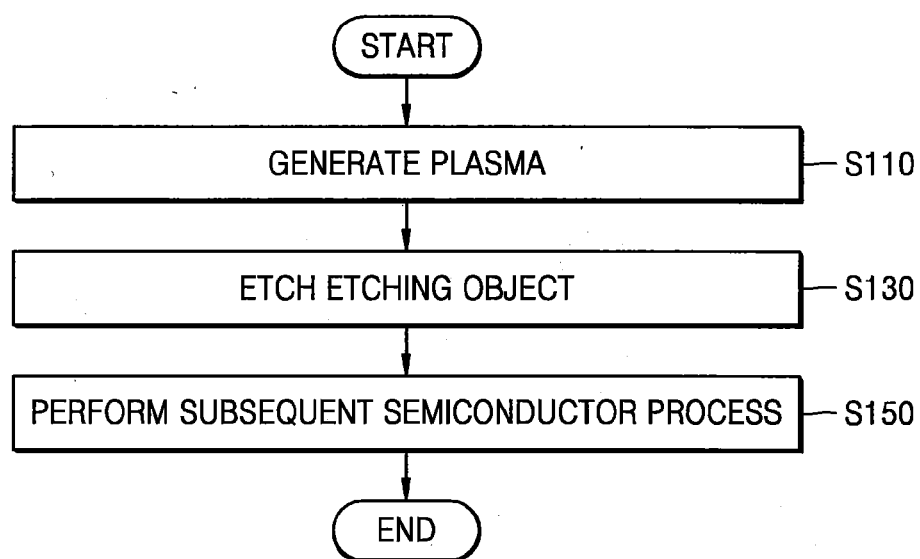 START
GENERATE PLASMA
S110
ETCH ETCHING OBJECT
S130
PERFORM SUBSEQUENT SEMICONDUCTOR PROCESS
S150
END